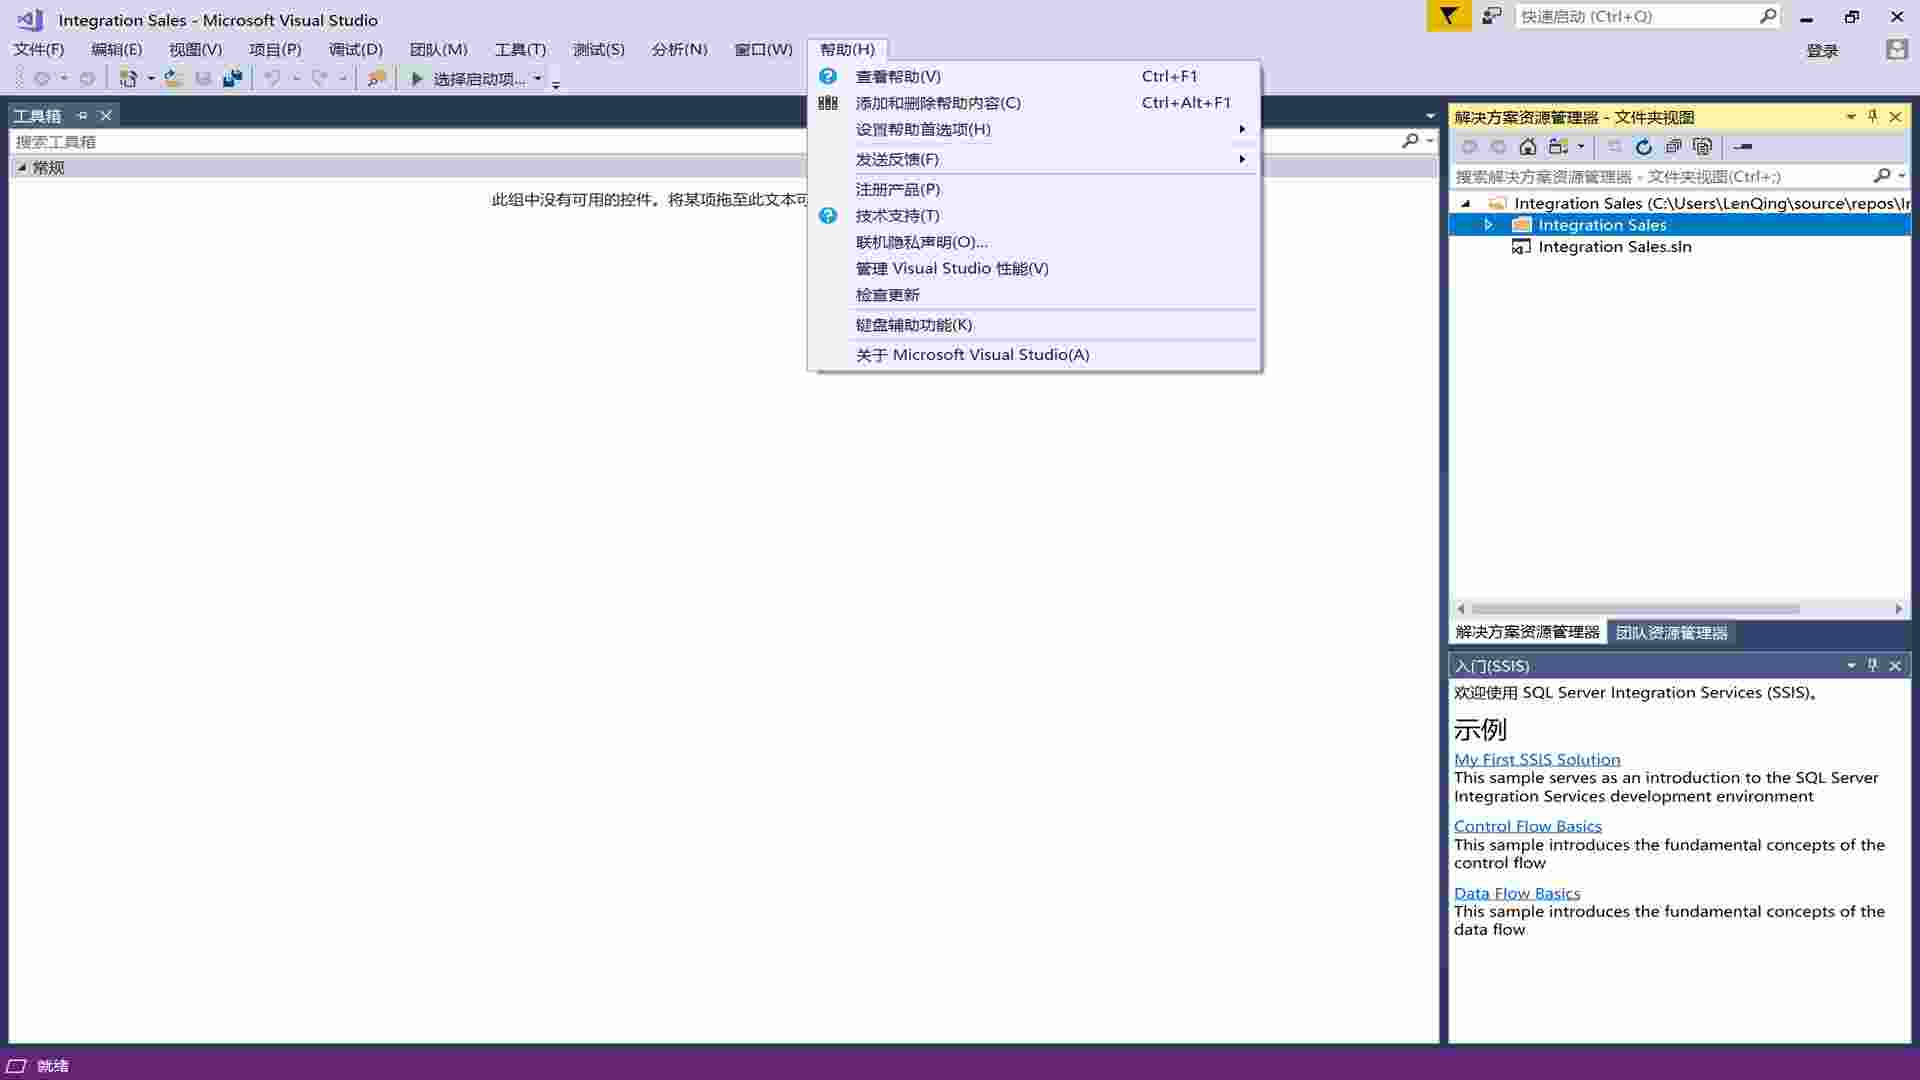 Integration Sales - Microsoft Visual Studio
快速启动 (Ctrl+Q)
文件(F) 编辑(E) 视图(V) 项目(P) 调试(D) 团队(M) 工具(T) 测试(S) 分析(N) 窗口(W) 帮助(H)
登录
选择启动项...
查看帮助(V) Ctrl+F1
添加和删除帮助内容(C) Ctrl+Alt+F1
设置帮助首选项(H)
发送反馈(F)
注册产品(P)
技术支持(T)
联机隐私声明(O)...
管理 Visual Studio 性能(V)
检查更新
键盘辅助功能(K)
关于 Microsoft Visual Studio(A)
工具箱
搜索工具箱
常规
此组中没有可用的控件。将某项拖至此文本可
解决方案资源管理器 - 文件夹视图
搜索解决方案资源管理器 - 文件夹视图(Ctrl+;)
Integration Sales (C:\Users\LenQing\source\repos\Ir
Integration Sales
Integration Sales.sln
解决方案资源管理器 团队资源管理器
入门(SSIS)
欢迎使用 SQL Server Integration Services (SSIS)。
示例
My First SSIS Solution
This sample serves as an introduction to the SQL Server
Integration Services development environment
Control Flow Basics
This sample introduces the fundamental concepts of the
control flow
Data Flow Basics
This sample introduces the fundamental concepts of the
data flow
就绪